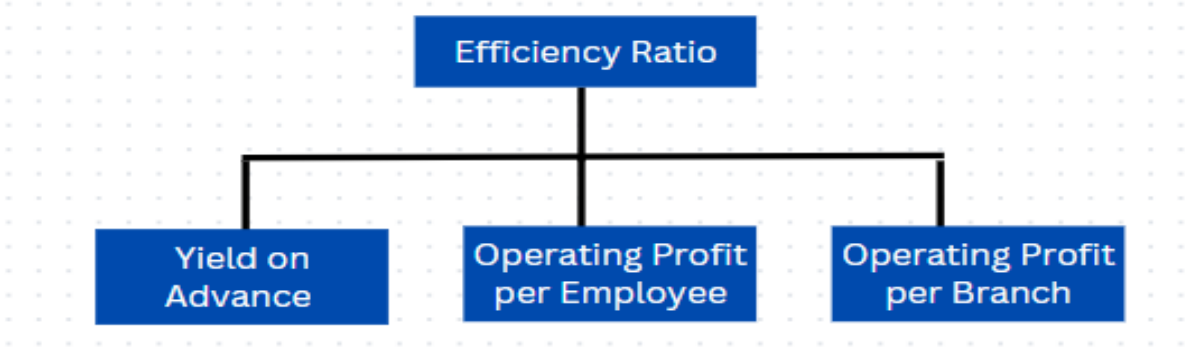 Efficiency Ratio
Yield on
Advance
Operating Profit
per Employee
Operating Profit
per Branch